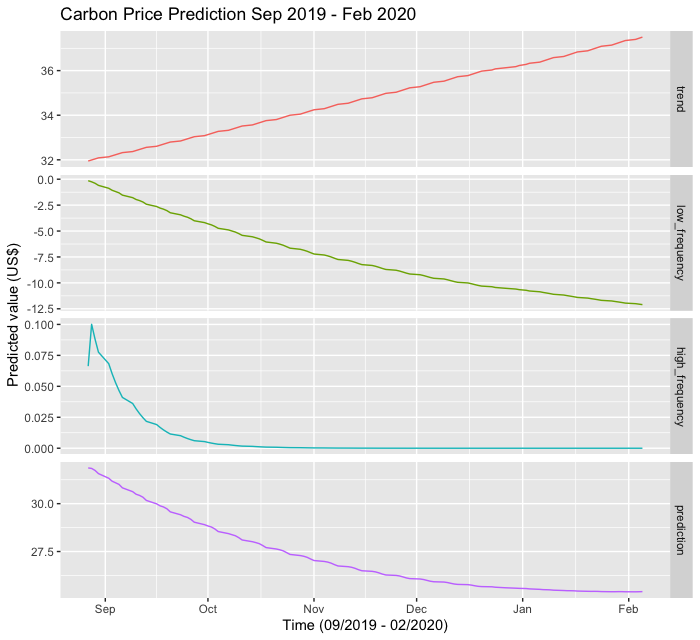 Carbon Price Prediction Sep 2019 - Feb 2020
Predicted value (US$)
36
34
32
trend
0.0
-2.5
-5.0
-7.5
-10.0
-12.5
low_frequency
0.100
0.075
0.050
0.025
0.000
high_frequency
30.0
27.5
prediction
Sep Oct Nov Dec Jan Feb
Time (09/2019 - 02/2020)